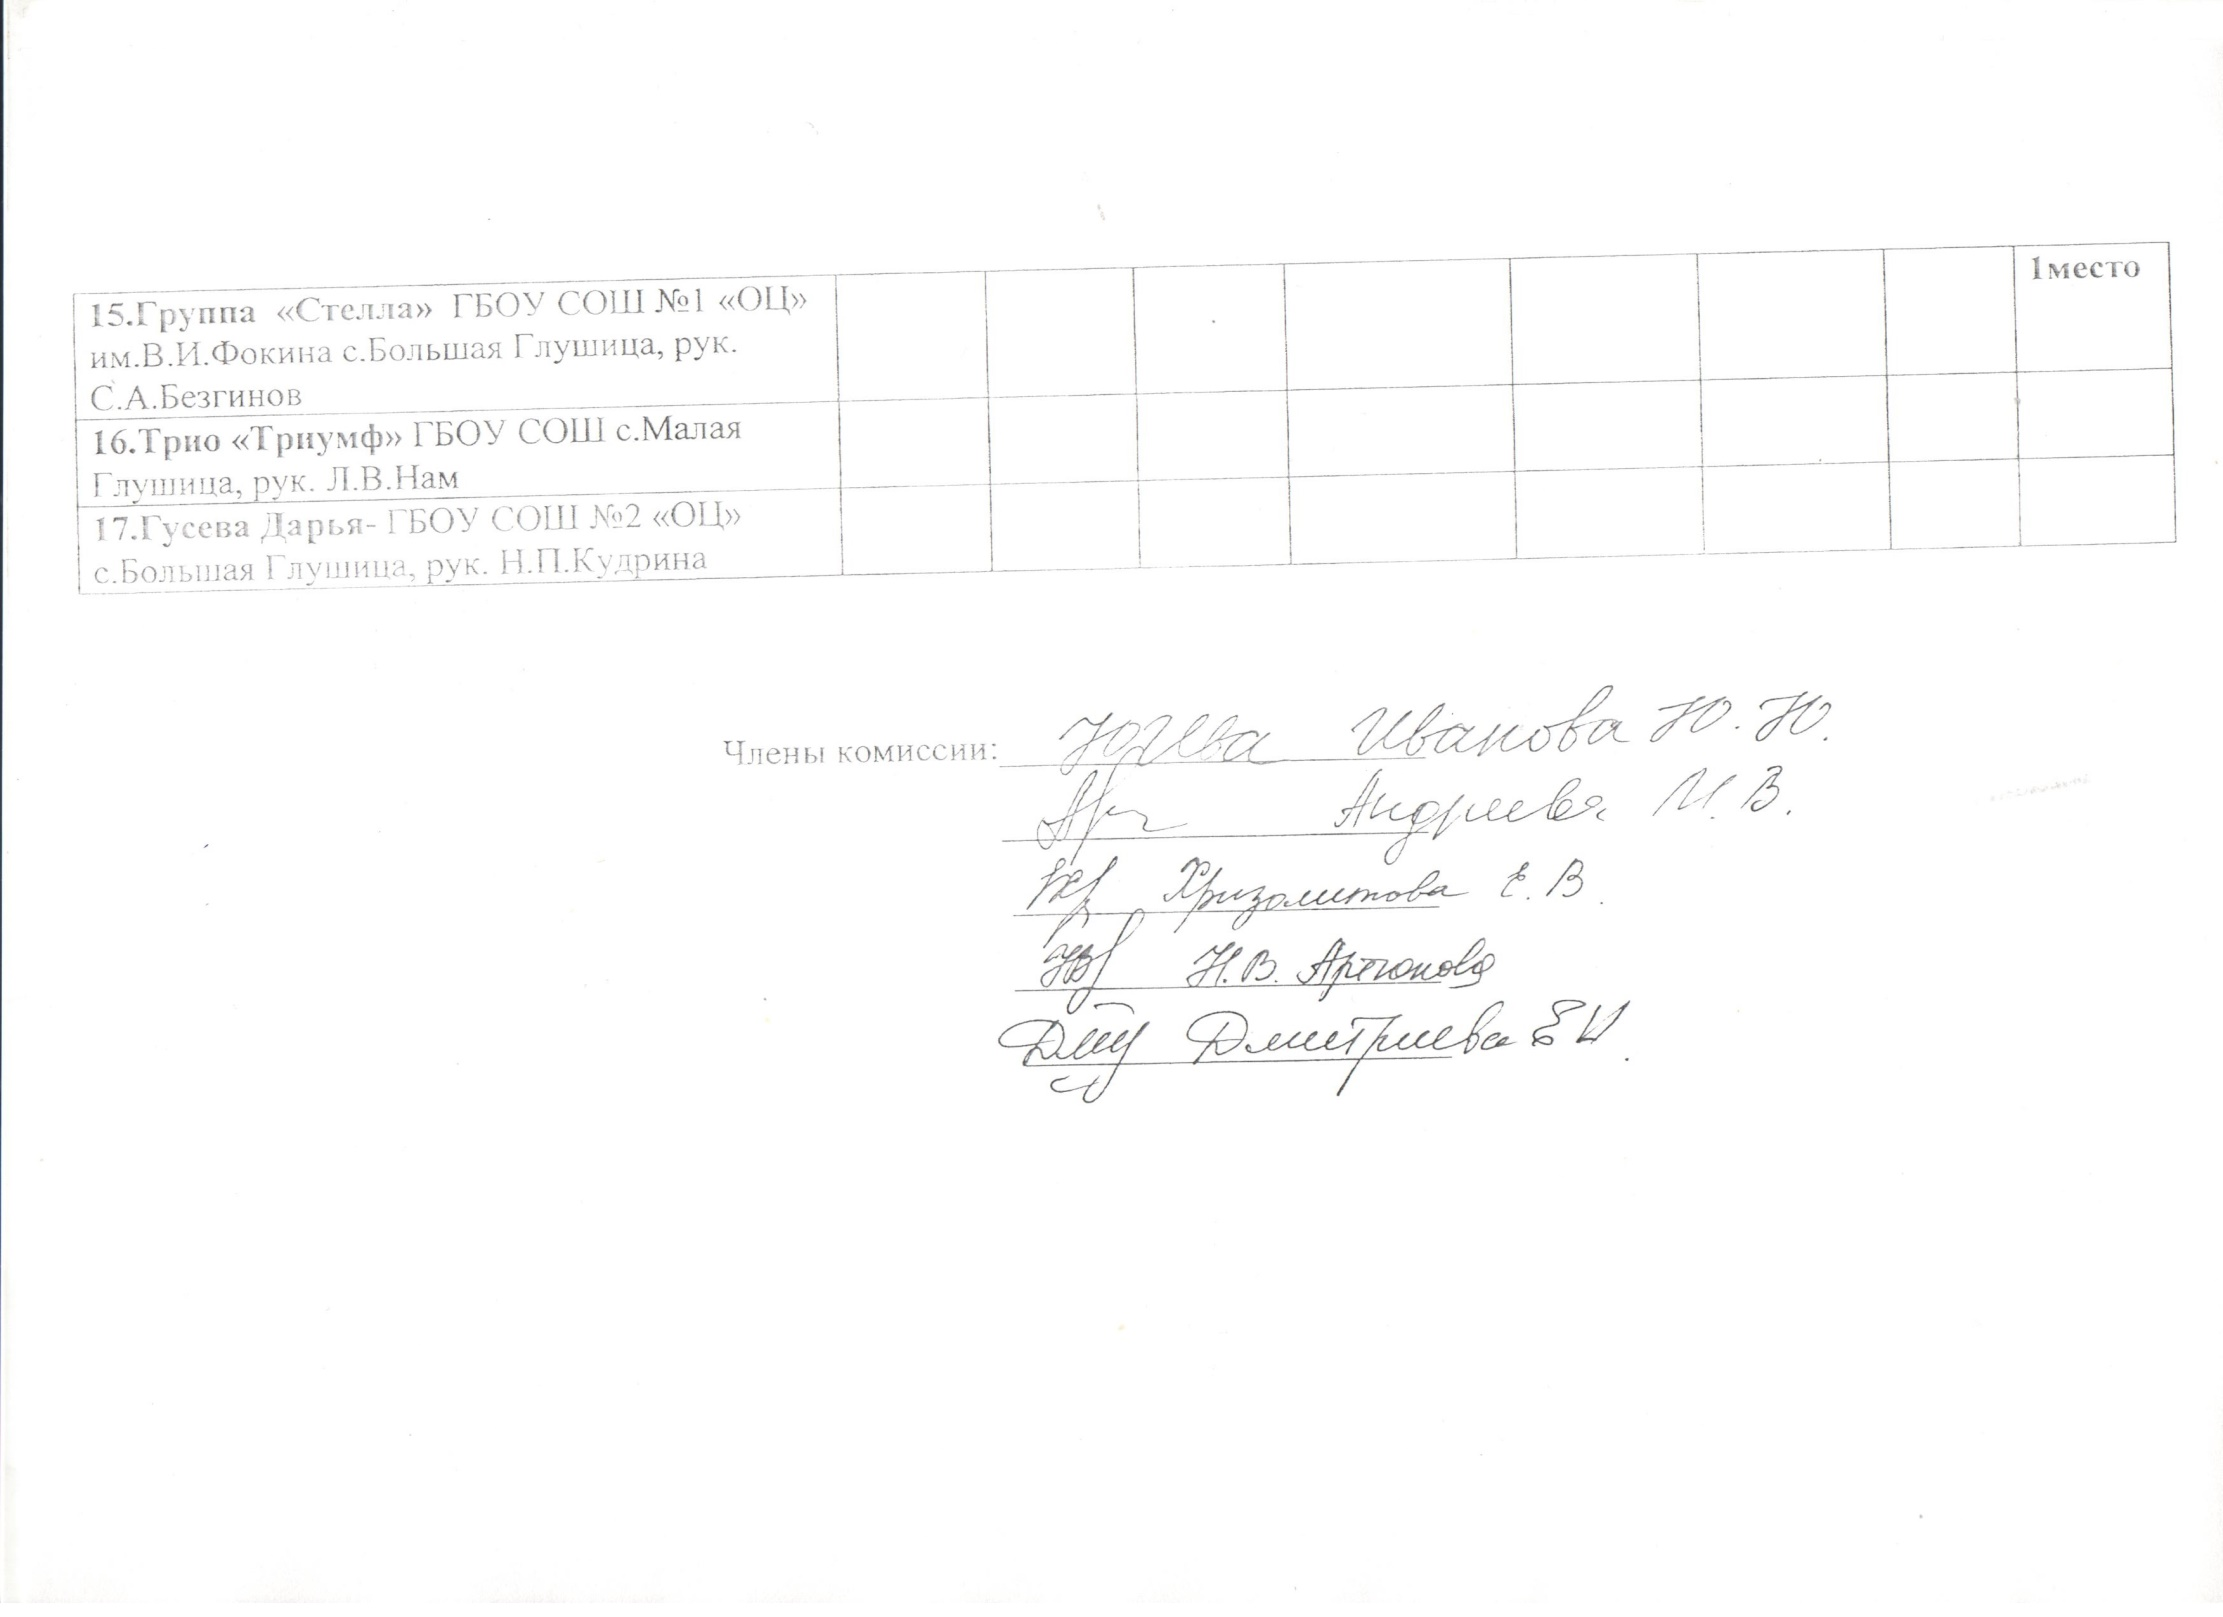 15.Группа «Стелла» ГБОУ СОШ №1 «ОЦ»
им.В.И.Фокина с.Большая Глушица, рук.
С.А.Безгинов
1место
16.Трио «Триумф» ГБОУ СОШ с.Малая
Глушица, рук. Л.В.Нам
17.Гусева Дарья- ГБОУ СОШ №2 «ОЦ»
с.Большая Глушица, рук. Н.П.Кудрина
Члены комиссии: Иванова Ю.Ю.
Андреева И.В.
Хризолитова Е.В.
Н.В. Артюкова
Дмитриева Е И.